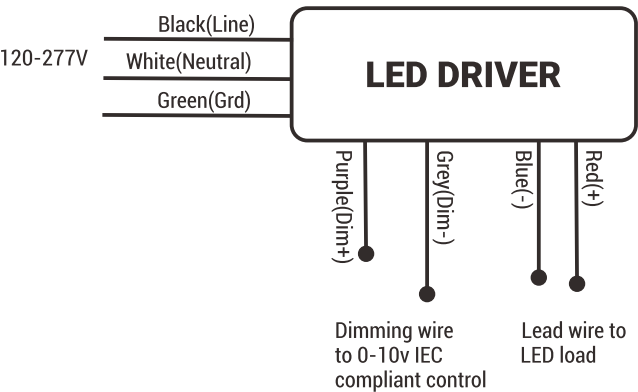 Black(Line)
120-277V
White(Neutral)
Green(Grd)
LED DRIVER
Purple(Dim+)
Grey(Dim-)
Blue(-)
Red(+)
Dimming wire
to 0-10v IEC
compliant control
Lead wire to
LED load